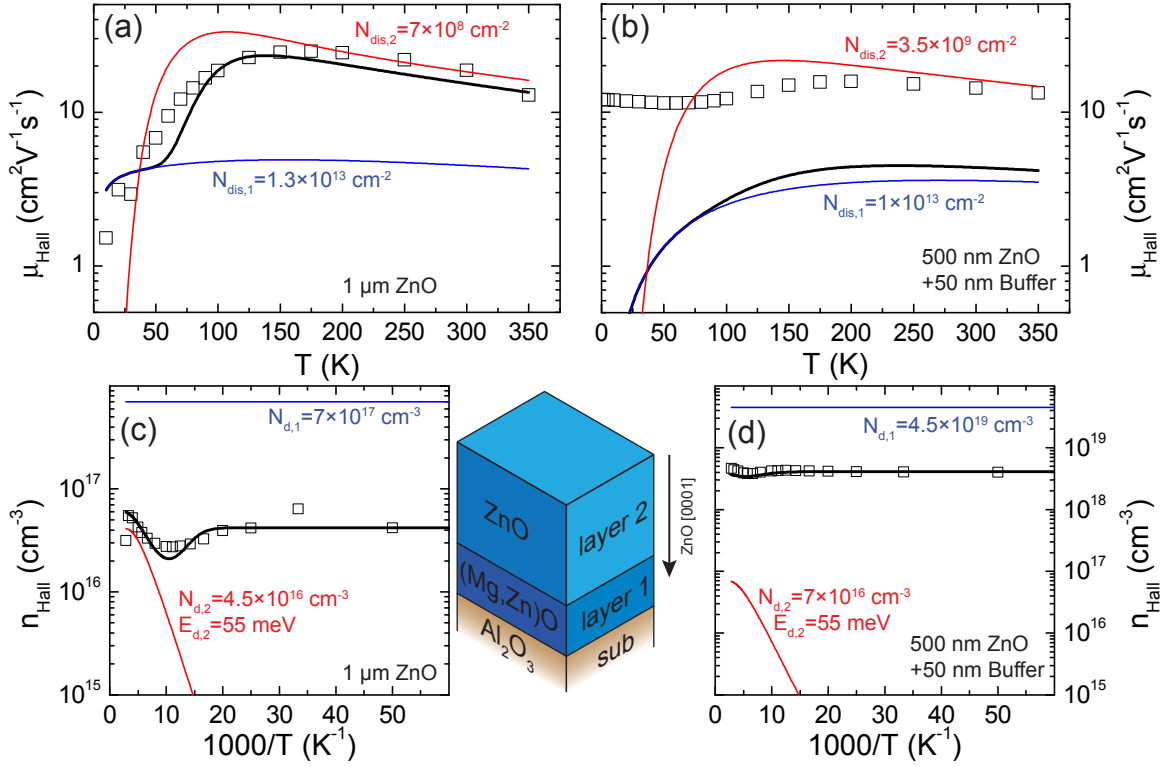 (a)
N_dis,2=7×10^8 cm^-2
N_dis,1=1.3×10^13 cm^-2
1 µm ZnO
10
1
μ_Hall (cm^2V^-1s^-1)
0 50 100 150 200 250 300 350
T (K)
(b)
N_dis,2=3.5×10^9 cm^-2
N_dis,1=1×10^13 cm^-2
500 nm ZnO
+50 nm Buffer
10
1
μ_Hall (cm^2V^-1s^-1)
0 50 100 150 200 250 300 350
T (K)
(c)
N_d,1=7×10^17 cm^-3
N_d,2=4.5×10^16 cm^-3
E_d,2=55 meV
1 µm ZnO
10^17
10^16
10^15
n_Hall (cm^-3)
0 10 20 30 40 50
1000/T (K^-1)
ZnO
layer 2
(Mg,Zn)O
layer 1
Al_2O_3
sub
ZnO [0001]
(d)
N_d,1=4.5×10^19 cm^-3
N_d,2=7×10^16 cm^-3
E_d,2=55 meV
500 nm ZnO
+50 nm Buffer
10^19
10^18
10^17
10^16
10^15
n_Hall (cm^-3)
0 10 20 30 40 50
1000/T (K^-1)